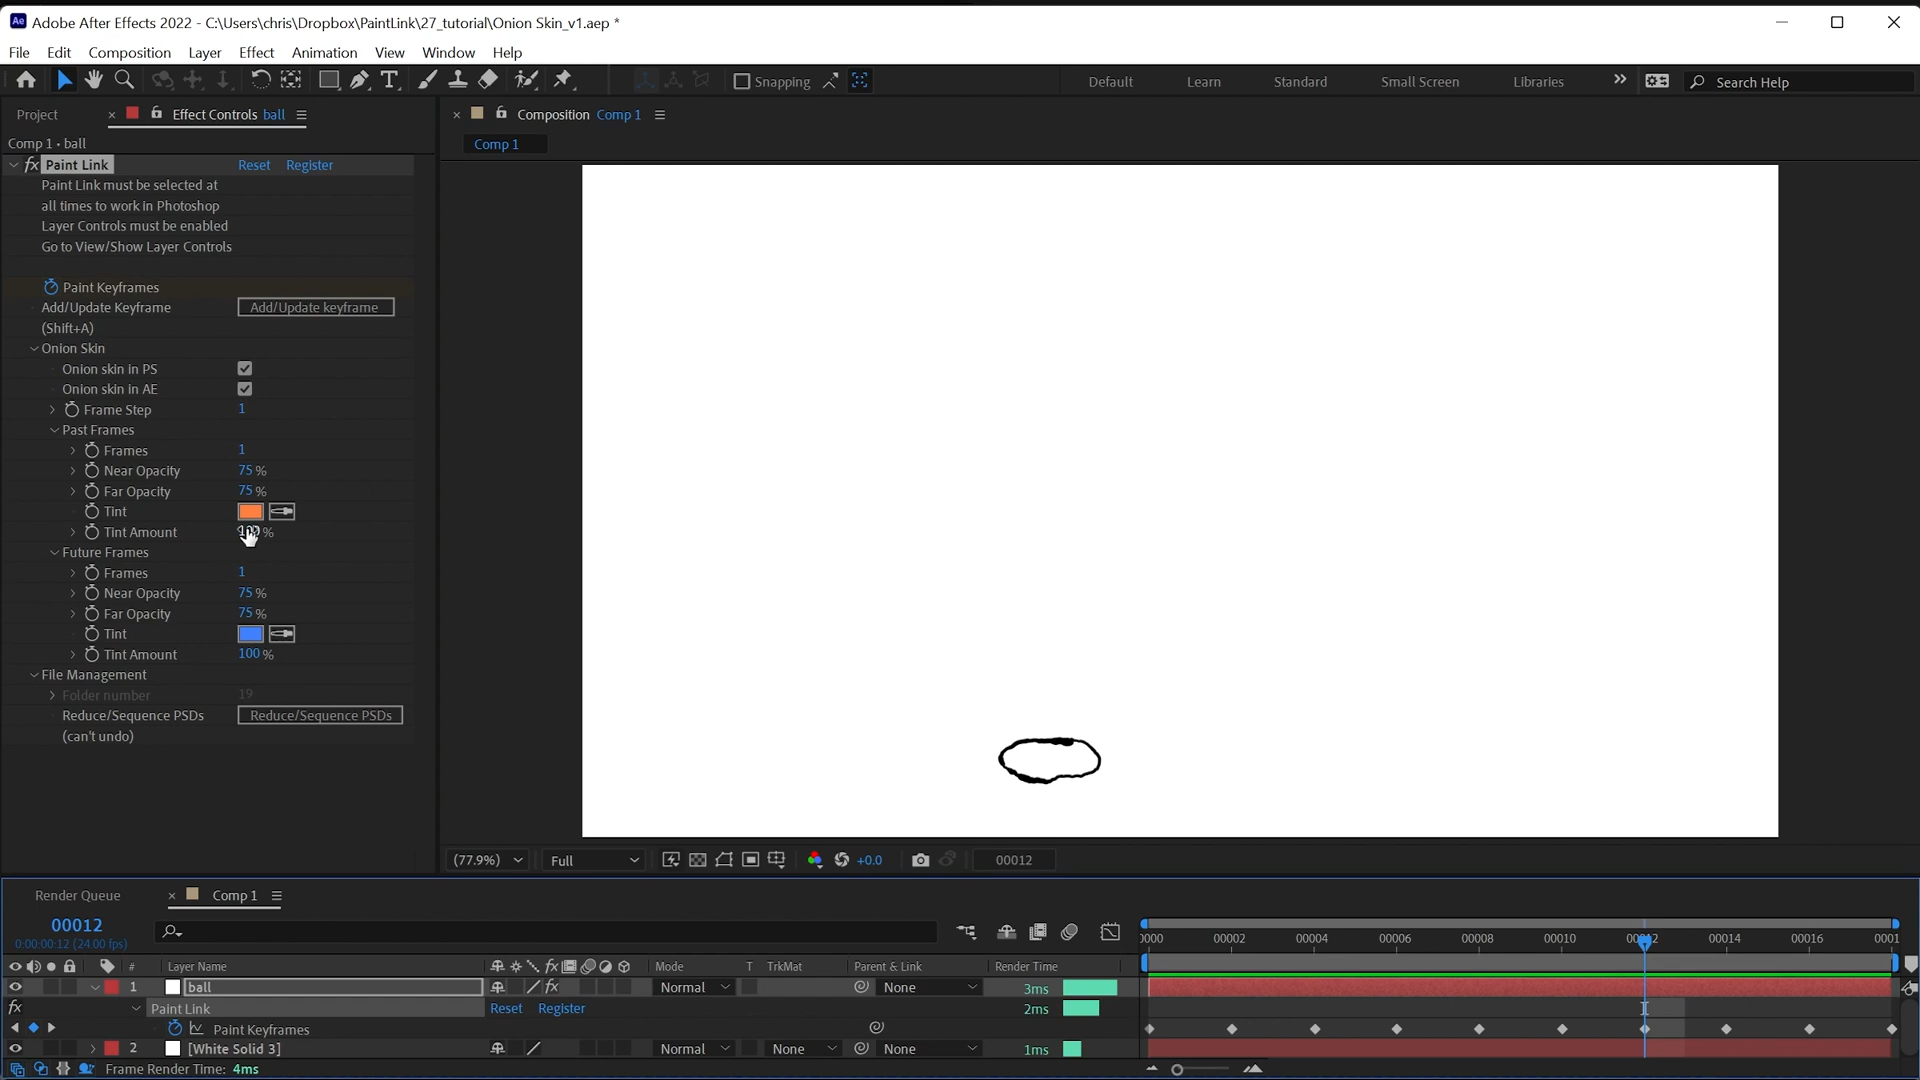 Adobe After Effects 2022 - C:\Users\chris\Dropbox\PaintLink\27_tutorial\Onion Skin_v1.aep *
File Edit Composition Layer Effect Animation View Window Help
Snapping Default Learn Standard Small Screen Libraries Search Help
Project Effect Controls ball
Comp 1 • ball
fx Paint Link Reset Register
Paint Link must be selected at
all times to work in Photoshop
Layer Controls must be enabled
Go to View/Show Layer Controls
Paint Keyframes
Add/Update Keyframe Add/Update keyframe
(Shift+A)
Onion Skin
Onion skin in PS
Onion skin in AE
Frame Step 1
Past Frames
Frames 1
Near Opacity 75 %
Far Opacity 75 %
Tint
Tint Amount %
Future Frames
Frames 1
Near Opacity 75 %
Far Opacity 75 %
Tint
Tint Amount 100 %
File Management
Folder number 19
Reduce/Sequence PSDs Reduce/Sequence PSDs
(can't undo)
Composition Comp 1
Comp 1
(77.9%) Full +0.0 00012
Render Queue Comp 1
00012
0:00:00:12 (24.00 fps)
00002 00004 00006 00008 00010 00014 00016
# Layer Name Mode T TrkMat Parent & Link Render Time
1 ball Normal None 3ms
fx Paint Link Reset Register 2ms
Paint Keyframes
2 [White Solid 3] Normal None None 1ms
Frame Render Time: 4ms